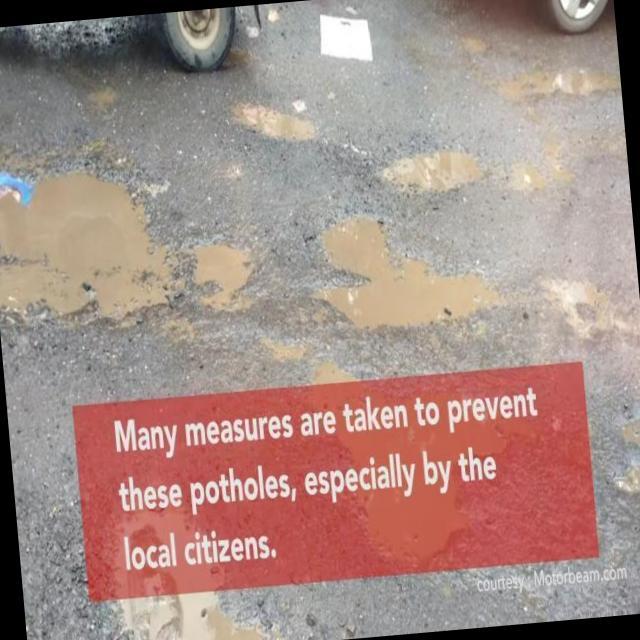 Many measures are taken to prevent
these potholes, especially by the
local citizens.
courtesy : Motorbeam.com